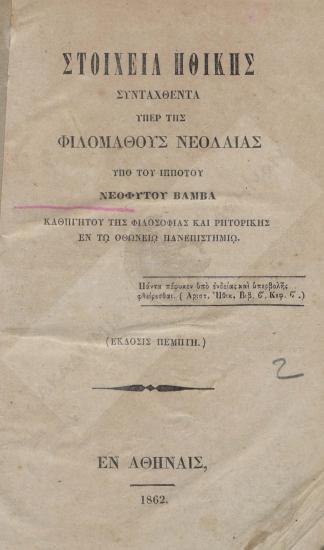 ΣΤΟΙΧΕΙΑ ΗΘΙΚΗΣ
ΣΥΝΤΑΧΘΕΝΤΑ
ΥΠΕΡ ΤΗΣ
ΦΙΛΟΜΑΘΟΥΣ ΝΕΟΛΑΙΑΣ
ΥΠΟ ΤΟΥ ΙΠΠΟΤΟΥ
ΝΕΟΦΥΤΟΥ ΒΑΜΒΑ
ΚΑΘΗΓΗΤΟΥ ΤΗΣ ΦΙΛΟΣΟΦΙΑΣ ΚΑΙ ΡΗΤΟΡΙΚΗΣ
ΕΝ ΤΩ ΟΘΩΝΕΙΩ ΠΑΝΕΠΙΣΤΗΜΙΩ.
Πάντα πέφυκεν ὑπὸ ἐνδείας καὶ ὑπερβολῆς
φθείρεσθαι. (Ἀριστ. Ἠθικ. Βιβ. ϐʹ. Κεφ. ϐʹ.)
(ΕΚΔΟΣΙΣ ΠΕΜΠΤΗ.)
2
ΕΝ ΑΘΗΝΑΙΣ,
1862.